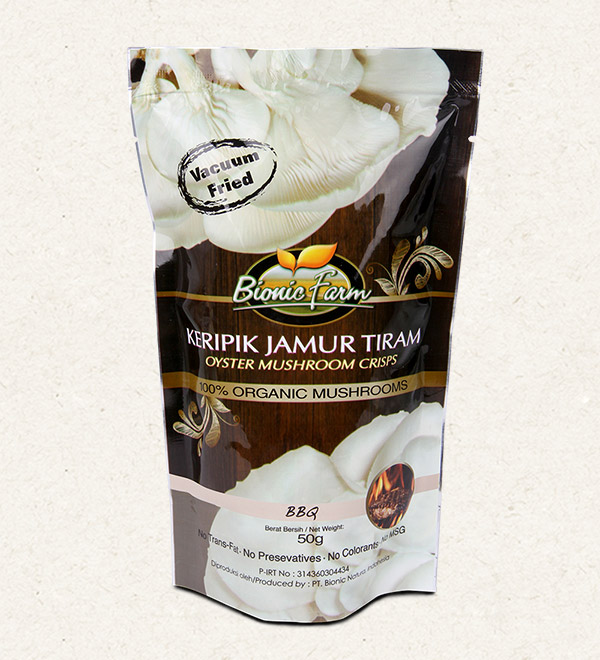 Vacuum
Fried
Bionic Farm
KERIPIK JAMUR TIRAM
OYSTER MUSHROOM CRISPS
100% ORGANIC MUSHROOMS
BBQ
Berat Bersih / Net Weight:
50g
No Trans-Fat · No Presevatives · No Colorants · No MSG
P-IRT No : 314360304434
Diproduksi oleh/Produced by : PT. Bionic Natura, Indonesia